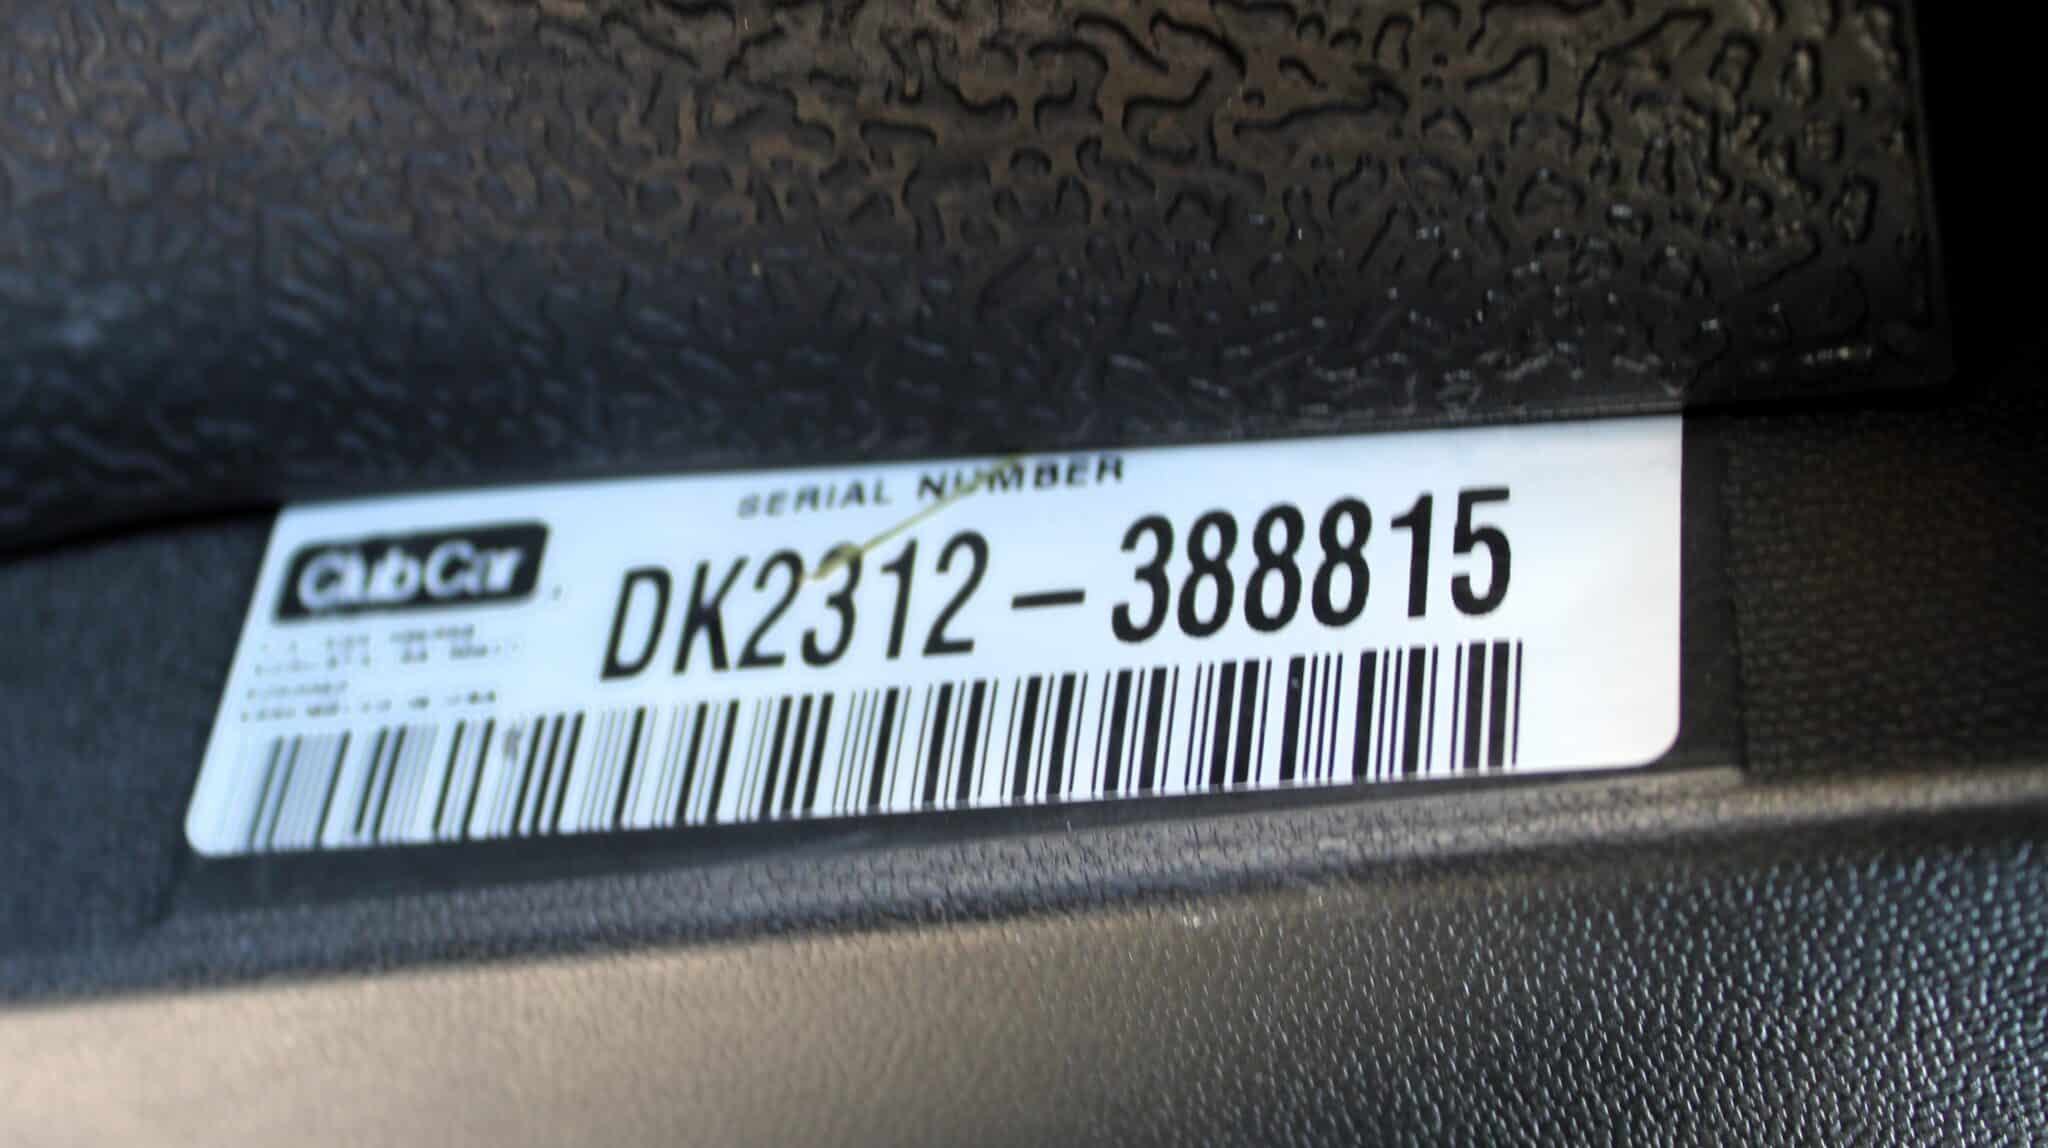 SERIAL NUMBER
Club Car
DK2312-388815